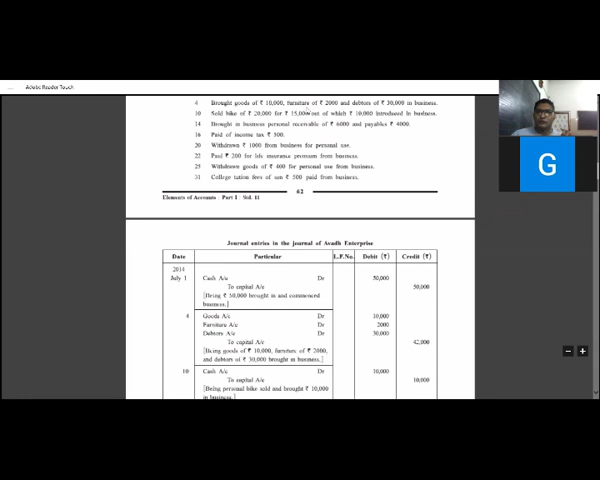 Adobe Reader Touch
4 Brought goods of ₹ 10,000, furniture of ₹ 2000 and debtors of ₹ 30,000 in business.
10 Sold bike of ₹ 20,000 for ₹ 15,000 out of which ₹ 10,000 introduced in business.
14 Brought in business personal receivable of ₹ 6000 and payables ₹ 4000.
16 Paid of income tax ₹ 500.
20 Withdrawn ₹ 1000 from business for personal use.
22 Paid ₹ 200 for life insurance premium from business.
25 Withdrawn goods of ₹ 400 for personal use from business.
31 College tution fees of son ₹ 500 paid from business.
62
Elements of Accounts Part I Vol. II
Journal entries in the journal of Avadh Enterprise
Date Particular L.F.No. Debit (₹) Credit (₹)
2014
July 1 Cash A/c Dr 50,000
To capital A/c 50,000
[Being ₹ 50,000 brought in and commenced
business.]
4 Goods A/c Dr 10,000
Furniture A/c Dr 2000
Debtors A/c Dr 30,000
To capital A/c 42,000
[Being goods of ₹ 10,000, furniture of ₹ 2000,
and debtors of ₹ 30,000 brought in business.]
10 Cash A/c Dr 10,000
To capital A/c 10,000
[Being personal bike sold and brought ₹ 10,000
in business.]
G